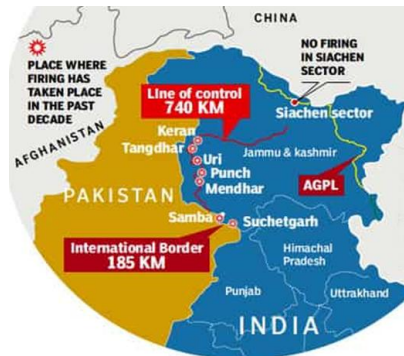 CHINA
PLACE WHERE
FIRING HAS
TAKEN PLACE
IN THE PAST
DECADE
NO FIRING
IN SIACHEN
SECTOR
AFGHANISTAN
LIne of control
740 KM
Siachen sector
Keran
Tangdhar
Uri
Jammu & kashmir
Punch
Mendhar
AGPL
PAKISTAN
Samba
Suchetgarh
International Border
185 KM
Himachal
Pradesh
Punjab
Uttrakhand
INDIA